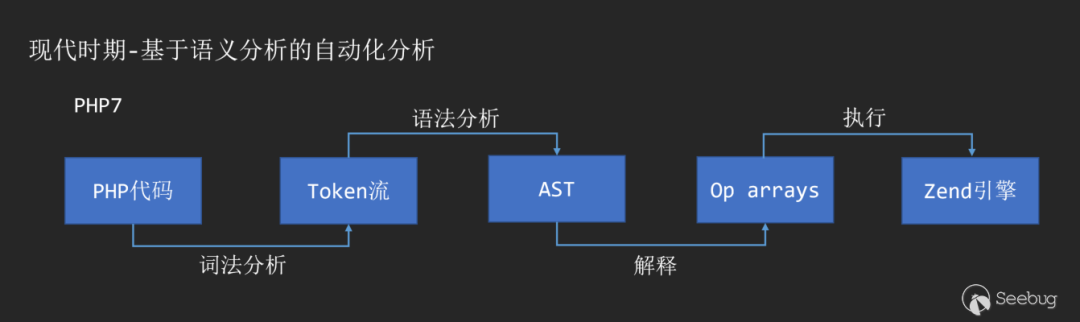 现代时期-基于语义分析的自动化分析
PHP7
语法分析
执行
PHP代码
Token流
AST
Op arrays
Zend引擎
词法分析
解释
Seebug